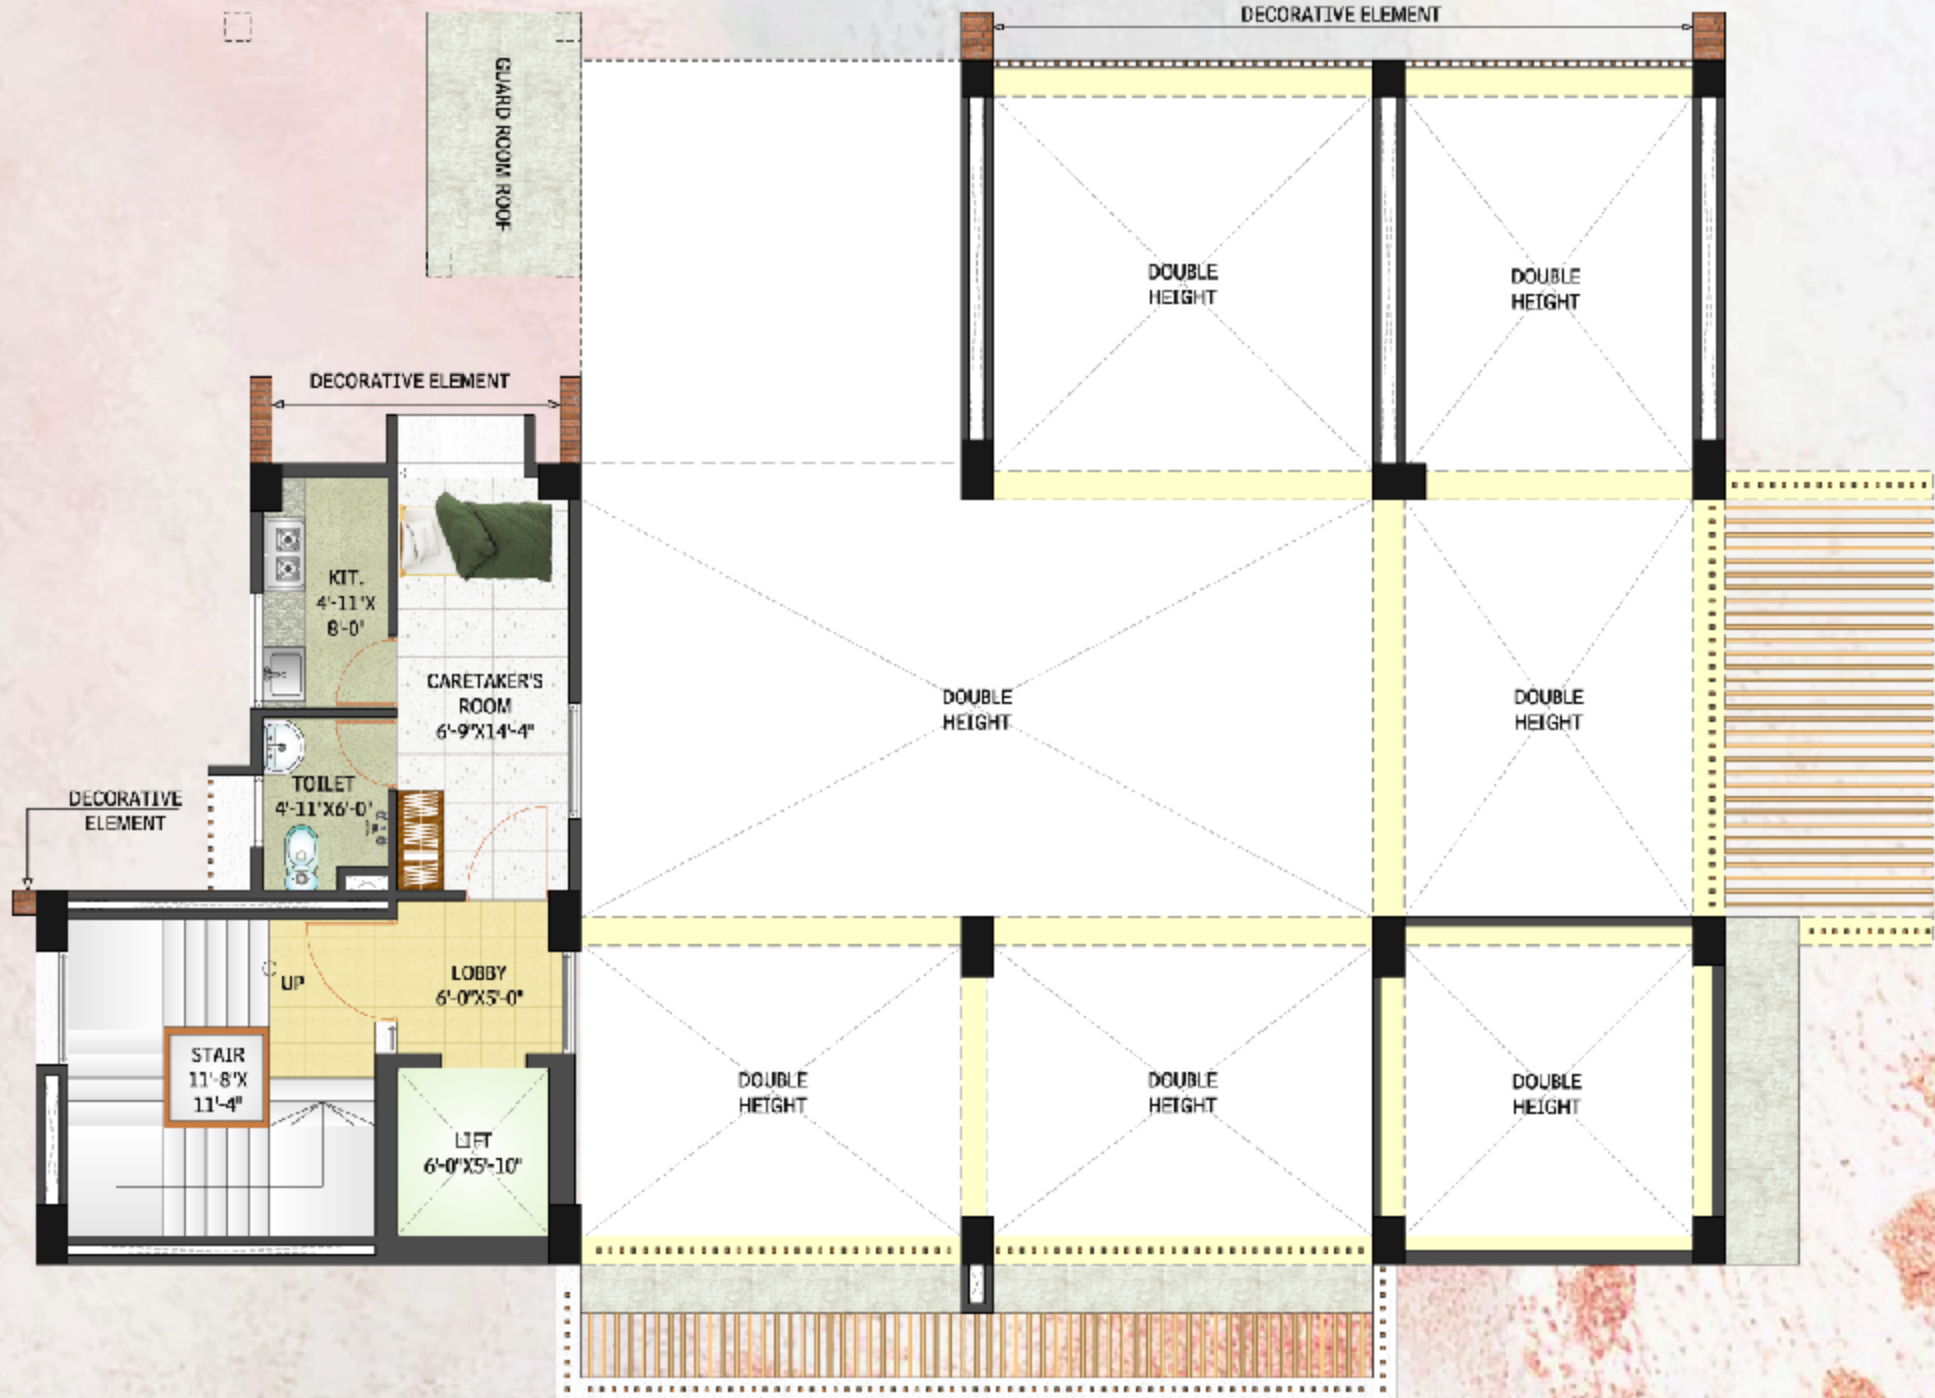 DECORATIVE ELEMENT
GUARD ROOM ROOF
DOUBLE
HEIGHT
DOUBLE
HEIGHT
DECORATIVE ELEMENT
KIT.
4'-11"X
8'-0"
CARETAKER'S
ROOM
6'-9"X14'-4"
DOUBLE
HEIGHT
DOUBLE
HEIGHT
TOILET
4'-11"X6'-0"
DECORATIVE
ELEMENT
UP
LOBBY
6'-0"X5'-0"
STAIR
11'-8"X
11'-4"
LIFT
6'-0"X5'-10"
DOUBLE
HEIGHT
DOUBLE
HEIGHT
DOUBLE
HEIGHT